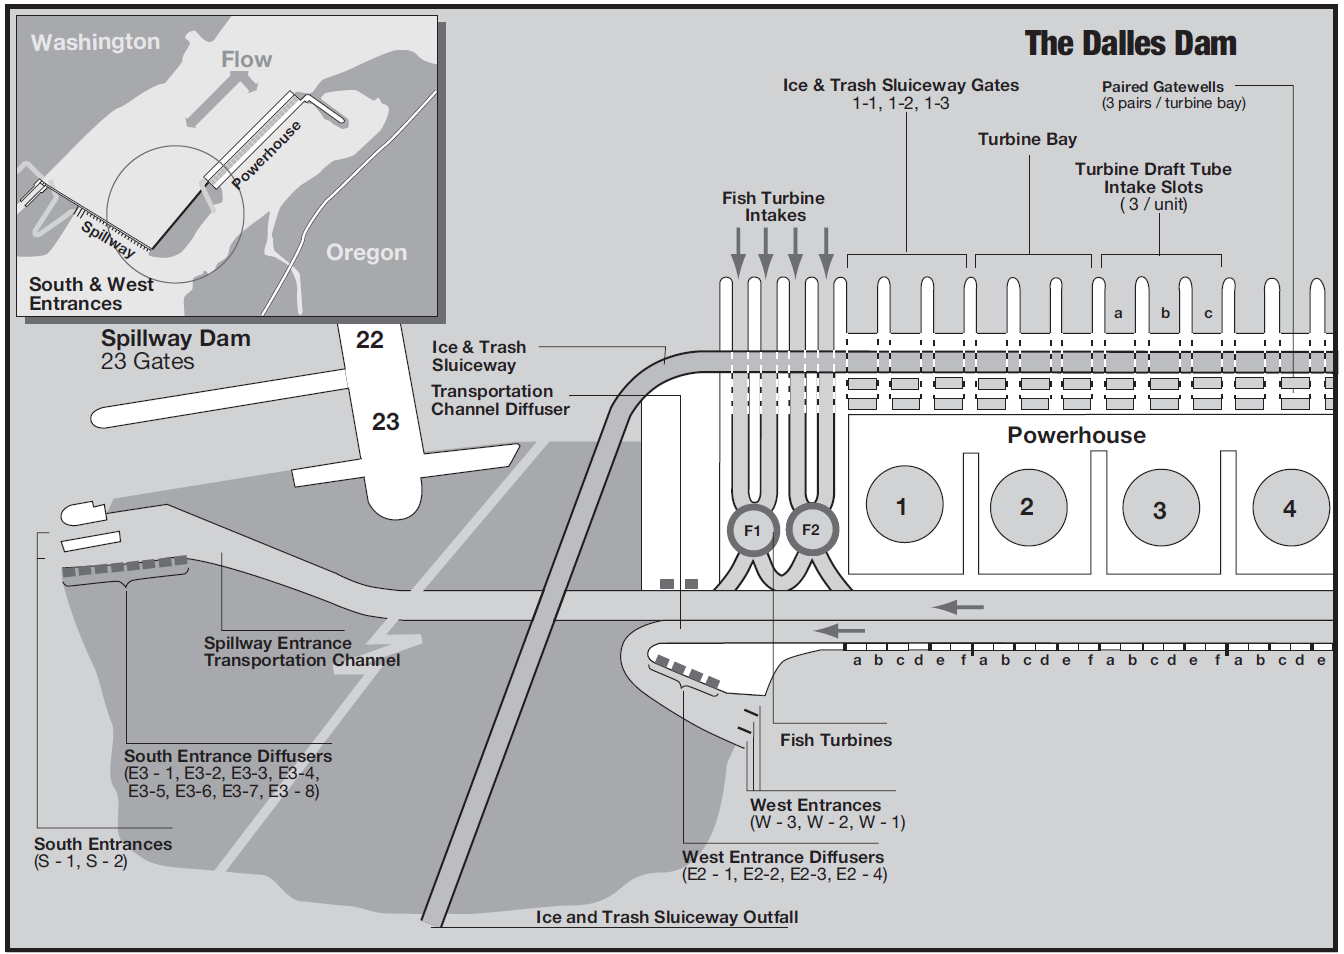 The Dalles Dam
Washington
Flow
Powerhouse
Spillway
Oregon
South & West
Entrances
Ice & Trash Sluiceway Gates
1-1, 1-2, 1-3
Paired Gatewells
(3 pairs / turbine bay)
Turbine Bay
Turbine Draft Tube
Intake Slots
( 3 / unit)
Fish Turbine
Intakes
a b c
Spillway Dam
23 Gates
22
23
Ice & Trash
Sluiceway
Transportation
Channel Diffuser
Powerhouse
F1 F2 1 2 3 4
Spillway Entrance
Transportation Channel
a b c d e f a b c d e f a b c d e f a b c d e
South Entrance Diffusers
(E3 - 1, E3-2, E3-3, E3-4,
E3-5, E3-6, E3-7, E3 - 8)
Fish Turbines
West Entrances
(W - 3, W - 2, W - 1)
South Entrances
(S - 1, S - 2)
West Entrance Diffusers
(E2 - 1, E2-2, E2-3, E2 - 4)
Ice and Trash Sluiceway Outfall